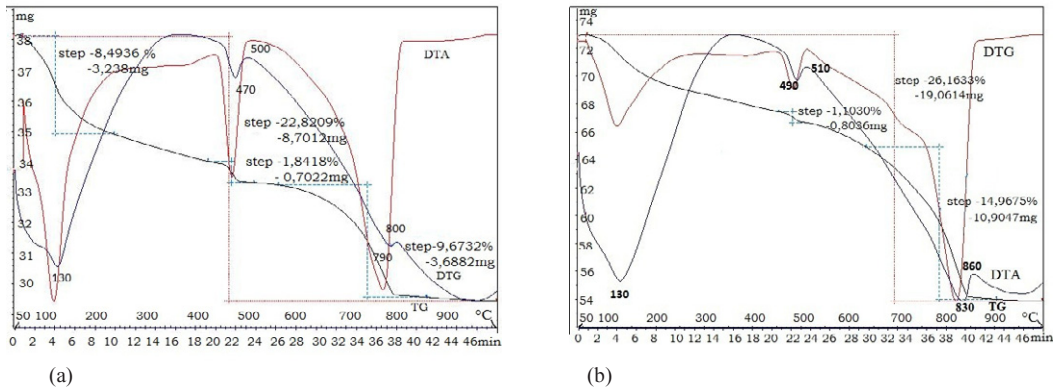 mg
38
37
36
35
34
33
32
31
30
29
step -8,4936 %
-3,238mg
500
470
DTA
step -22,8209%
-8,7012mg
step -1,8418%
- 0,7022mg
800
790
step-9,6732%
-3,6882mg
DTG
TG
130
50 100 200 300 400 500 600 700 800 900 °C
0 2 4 6 8 10 12 14 16 18 20 22 24 26 28 30 32 34 36 38 40 42 44 46min
(a)
mg
74
72
70
68
66
64
62
60
58
56
54
DTG
510
490
step -26,1633%
-19,0614mg
step -1,1030%
-0,8036mg
step -14,9675%
-10,9047mg
860
DTA
130
TG
830
50 100 200 300 400 500 600 700 800 900 °C
0 2 4 6 8 10 12 14 16 18 20 22 24 26 28 30 32 34 36 38 40 42 44 46min
(b)